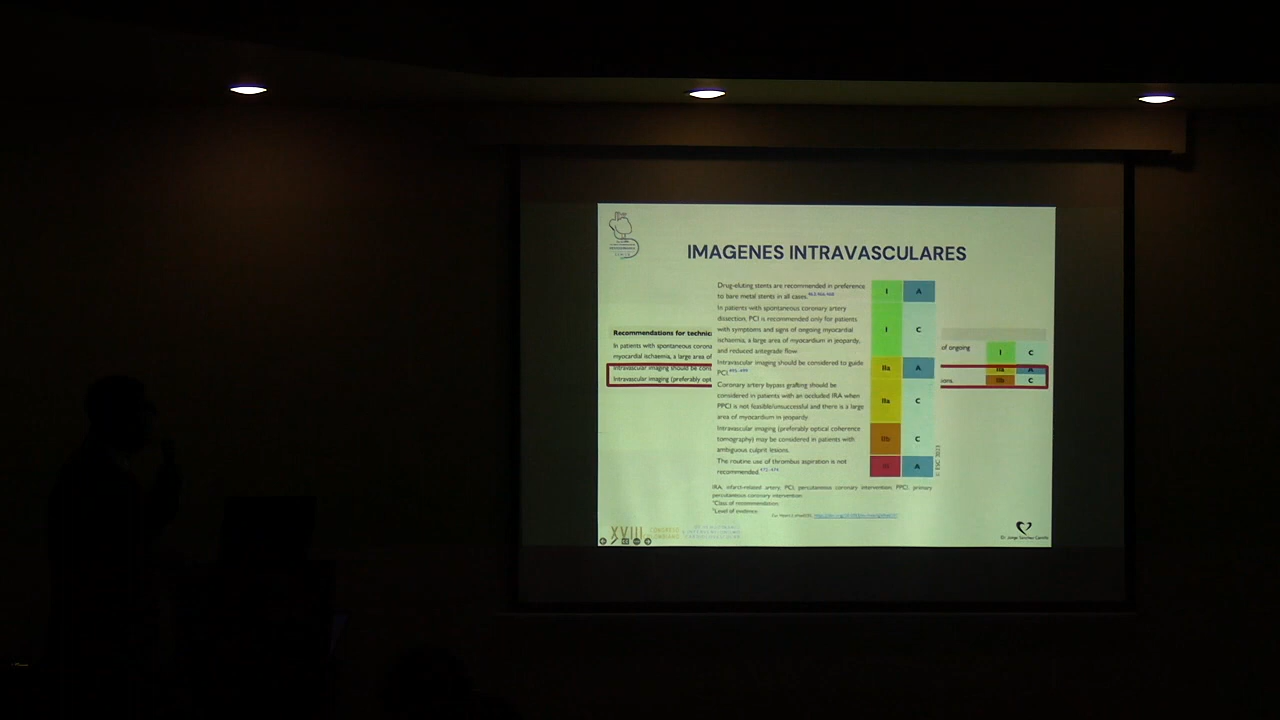 IMAGENES INTRAVASCULARES
Drug-eluting stents are recommended in preference
to bare metal stents in all cases.
I A
In patients with spontaneous coronary artery
dissection, PCI is recommended only for patients
with symptoms and signs of ongoing myocardial
ischaemia, a large area of myocardium in jeopardy,
and reduced antegrade flow.
I C
Intravascular imaging should be considered to guide
PCI.
IIa A
Coronary artery bypass grafting should be
considered in patients with an occluded IRA when
PPCI is not feasible/unsuccessful and there is a large
area of myocardium in jeopardy.
IIa C
Intravascular imaging (preferably optical coherence
tomography) may be considered in patients with
ambiguous culprit lesions.
IIb C
The routine use of thrombus aspiration is not
recommended.
III A
IRA, infarct-related artery; PCI, percutaneous coronary intervention; PPCI, primary
percutaneous coronary intervention.
Class of recommendation.
Level of evidence.
© ESC 2023
Recommendations for technic
In patients with spontaneous corona
myocardial ischaemia, a large area of
Intravascular imaging should be cons
Intravascular imaging (preferably opt
of ongoing
I C
IIa A
ions.
IIb C
XVIII CONGRESO